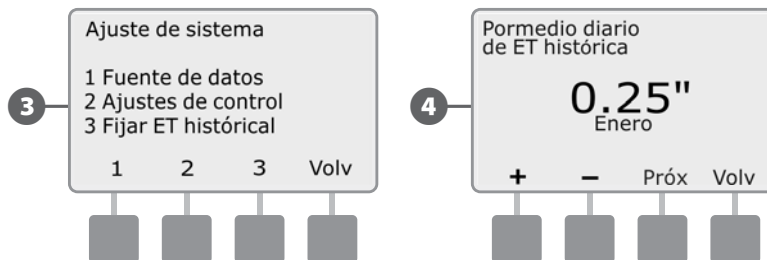 3
Ajuste de sistema
1 Fuente de datos
2 Ajustes de control
3 Fijar ET histórical
1 2 3 Volv
4
Pormedio diario
de ET histórica
0.25"
Enero
+ − Próx Volv